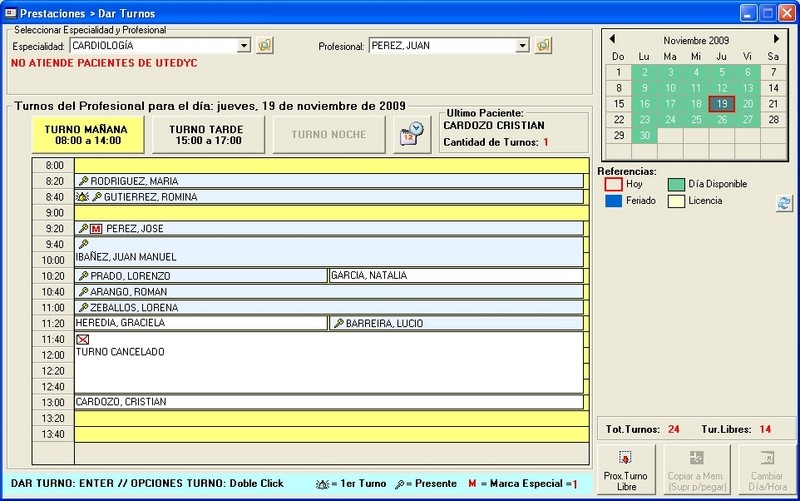 Prestaciones > Dar Turnos
Seleccionar Especialidad y Profesional
Especialidad: CARDIOLOGÍA
Profesional: PEREZ, JUAN
NO ATIENDE PACIENTES DE UTEDYC
Turnos del Profesional para el día: jueves, 19 de noviembre de 2009
TURNO MAÑANA
08:00 a 14:00
TURNO TARDE
15:00 a 17:00
TURNO NOCHE
12
Ultimo Paciente:
CARDOZO CRISTIAN
Cantidad de Turnos: 1
8:00
8:20 RODRIGUEZ, MARIA
8:40 GUTIERREZ, ROMINA
9:00
9:20 M PEREZ, JOSE
9:40
10:00 IBAÑEZ, JUAN MANUEL
10:20 PRADO, LORENZO GARCIA, NATALIA
10:40 ARANGO, ROMAN
11:00 ZEBALLOS, LORENA
11:20 HEREDIA, GRACIELA BARREIRA, LUCIO
11:40
12:00 TURNO CANCELADO
12:20
12:40
13:00 CARDOZO, CRISTIAN
13:20
13:40
DAR TURNO: ENTER // OPCIONES TURNO: Doble Click = 1er Turno = Presente M = Marca Especial =1
Noviembre 2009
Do Lu Ma Mi Ju Vi Sa
1 2 3 4 5 6 7
8 9 10 11 12 13 14
15 16 17 18 19 20 21
22 23 24 25 26 27 28
29 30
Referencias:
Hoy Día Disponible
Feriado Licencia
Tot.Turnos: 24 Tur.Libres: 14
Prox.Turno
Libre
Copiar a Mem.
(Supr p/pegar)
Cambiar
Día/Hora